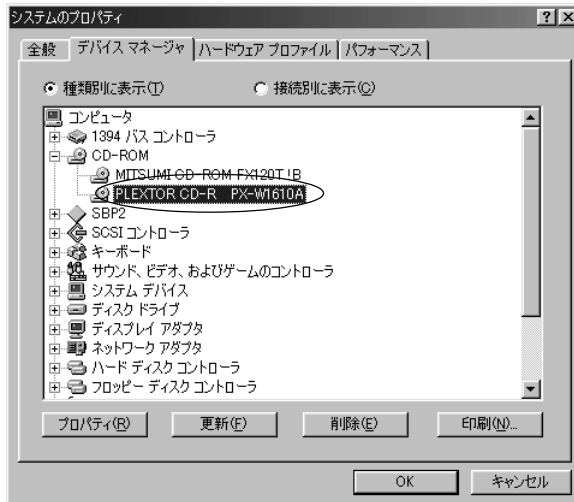 システムのプロパティ
全般 デバイス マネージャ ハードウェア プロファイル パフォーマンス
種類別に表示(T) 接続別に表示(C)
コンピュータ
1394 バス コントローラ
CD-ROM
MITSUMI CD-ROM FX120T !B
PLEXTOR CD-R PX-W1610A
SBP2
SCSI コントローラ
キーボード
サウンド、ビデオ、およびゲームのコントローラ
システム デバイス
ディスク ドライブ
ディスプレイ アダプタ
ネットワーク アダプタ
ハード ディスク コントローラ
フロッピー ディスク コントローラ
プロパティ(R) 更新(F) 削除(E) 印刷(N)...
OK キャンセル